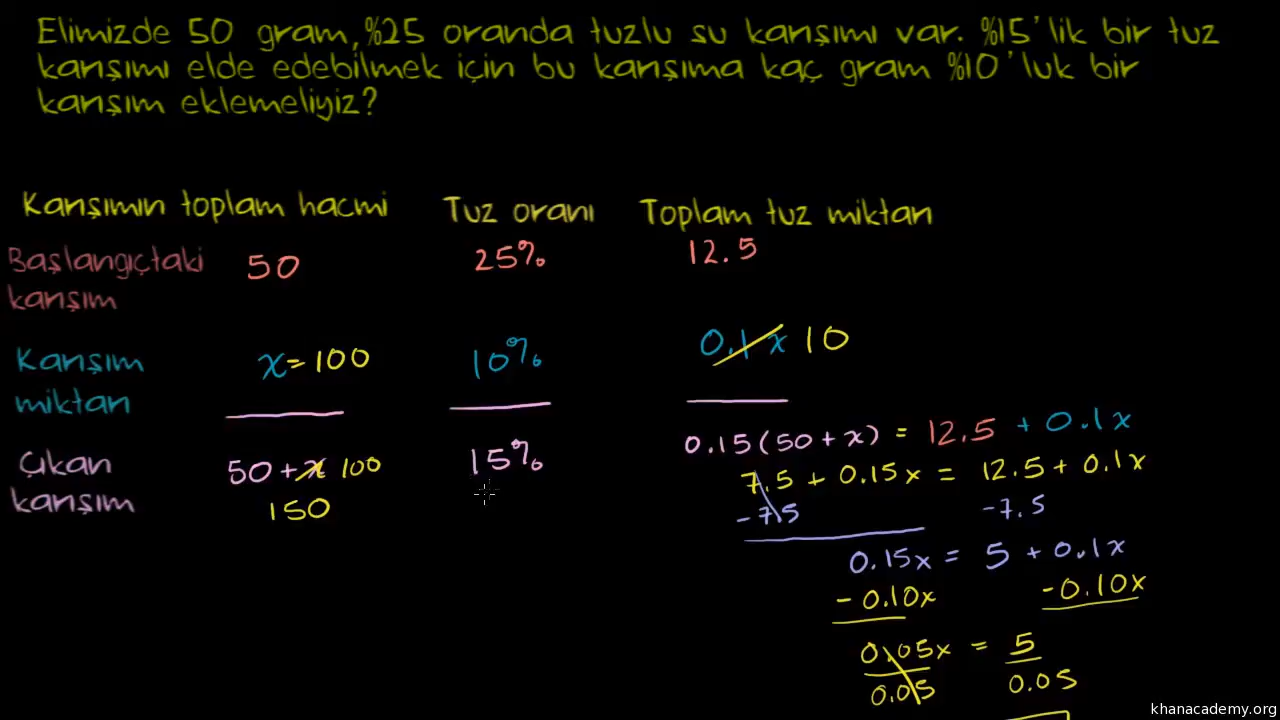 Elimizde 50 gram, %25 oranda tuzlu su karışımı var. %15'lik bir tuz
karışımı elde edebilmek için bu karışıma kaç gram %10'luk bir
karışım eklemeliyiz?
Karışımın toplam hacmi Tuz oranı Toplam tuz miktarı
Başlangıçtaki karışım 50 25% 12.5
Karışım miktarı x = 100 10% 0.1x 10
Çıkan karışım 50 + x 100 15% 0.15(50 + x) = 12.5 + 0.1x
150
7.5 + 0.15x = 12.5 + 0.1x
-7.5 -7.5
0.15x = 5 + 0.1x
- 0.10x -0.10x
0.05x = 5
0.05 0.05
khanacademy.org